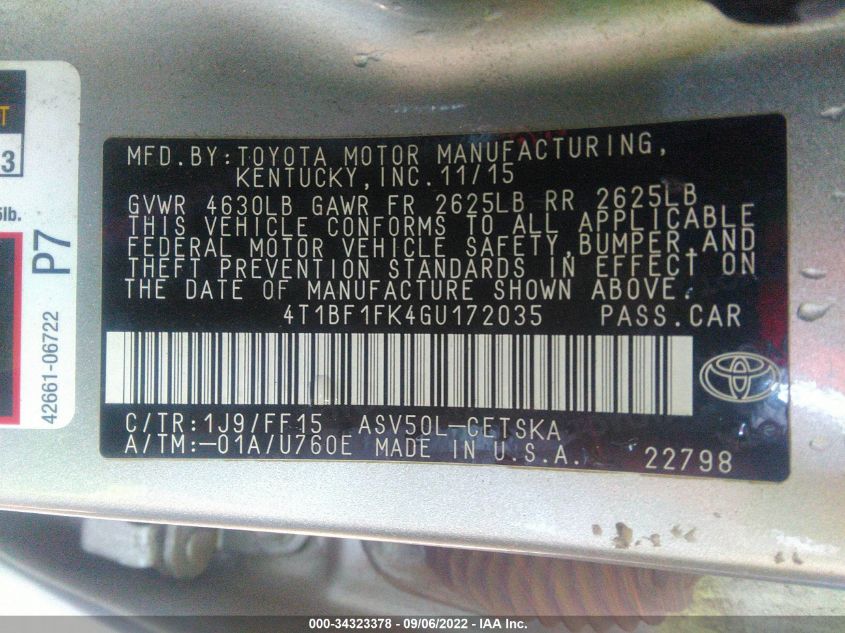 MFD.BY:TOYOTA MOTOR MANUFACTURING,
KENTUCKY,INC.11/15
GVWR 4630LB GAWR FR 2625LB RR 2625LB
THIS VEHICLE CONFORMS TO ALL APPLICABLE
FEDERAL MOTOR VEHICLE SAFETY,BUMPER,AND
THEFT PREVENTION STANDARDS IN EFFECT ON
THE DATE OF MANUFACTURE SHOWN ABOVE.
4T1BF1FK4GU172035 PASS.CAR
C/TR:1J9/FF15 ASV50L-CETSKA
A/TM:-01A/U760E MADE IN U.S.A. 22798
T
3
lb.
P7
42661-06722
000-34323378 - 09/06/2022 - IAA Inc.